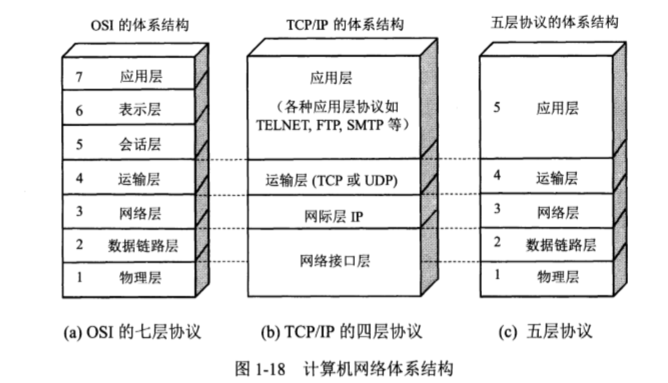 OSI 的体系结构
TCP/IP 的体系结构
五层协议的体系结构
7 应用层
6 表示层
5 会话层
4 运输层
3 网络层
2 数据链路层
1 物理层
应用层
（各种应用层协议如
TELNET, FTP, SMTP 等）
运输层 (TCP 或 UDP)
网际层 IP
网络接口层
5 应用层
4 运输层
3 网络层
2 数据链路层
1 物理层
(a) OSI 的七层协议
(b) TCP/IP 的四层协议
(c) 五层协议
图 1-18 计算机网络体系结构